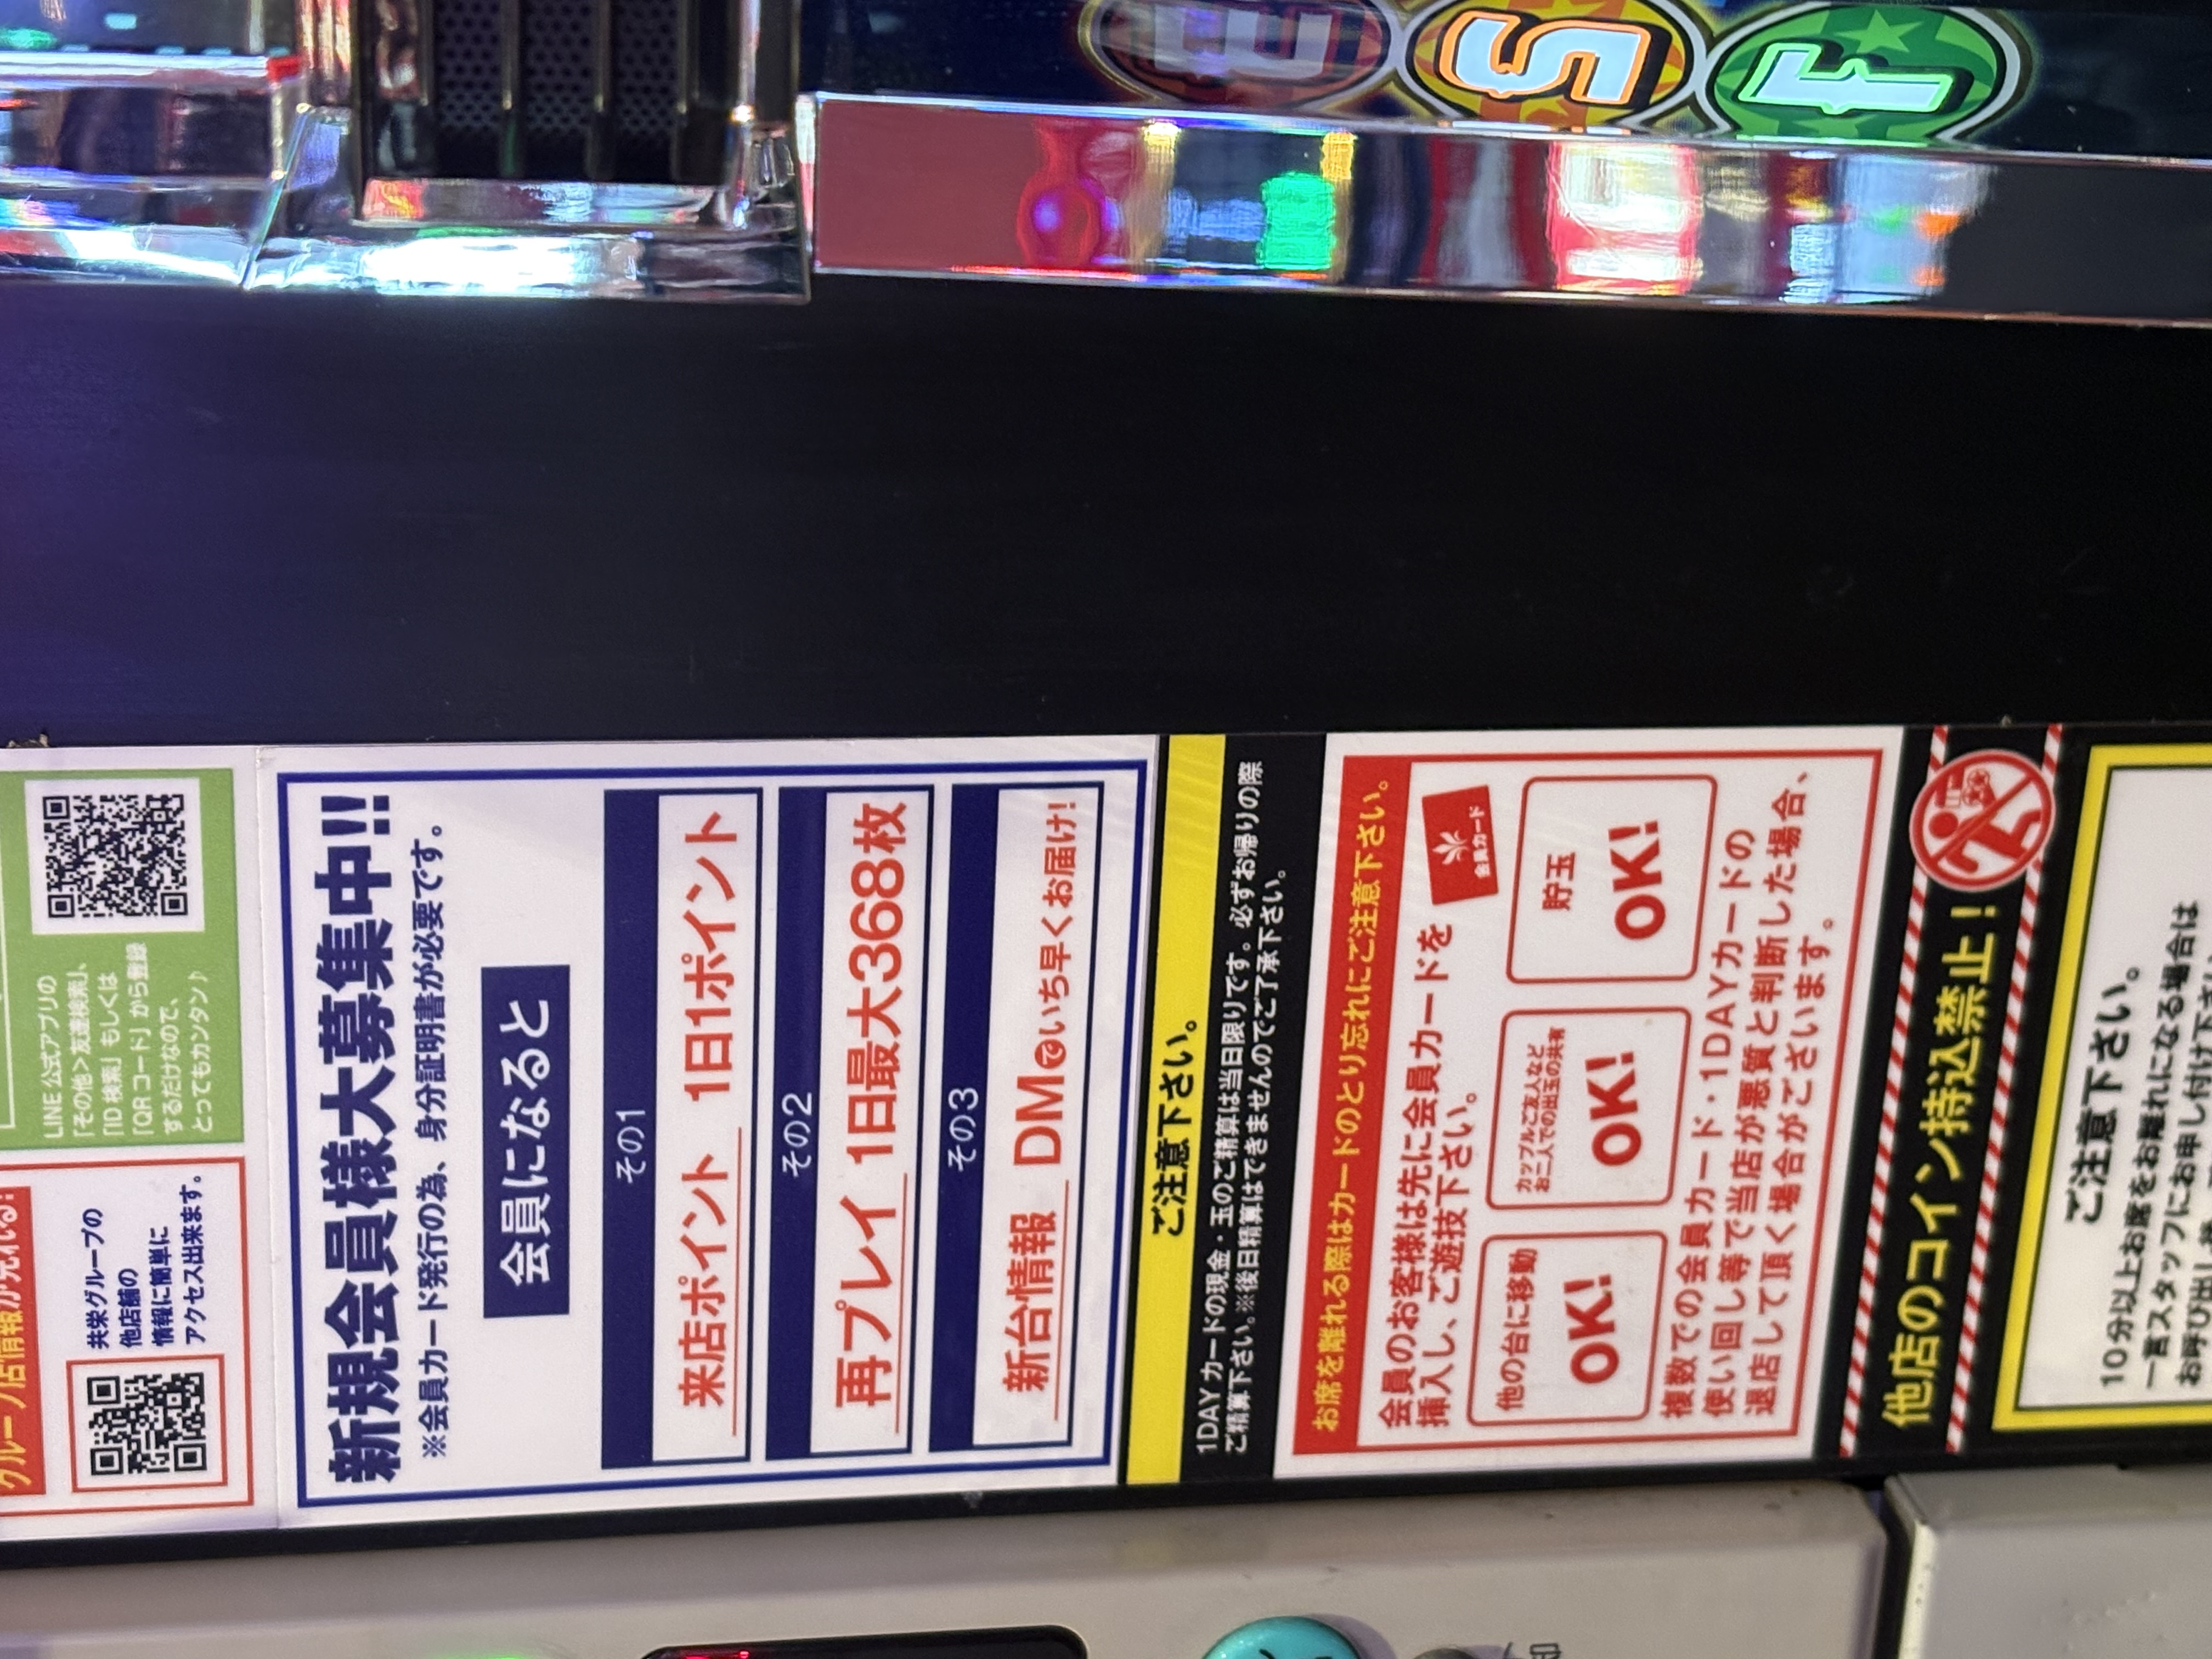 LINE 公式アプリの
「その他＞友達検索」、
「ID 検索」もしくは
「QRコード」から登録
するだけなので、
とってもカンタン♪
共栄グループの
他店舗の
情報に簡単に
アクセス出来ます。
新規会員様大募集中!!
※会員カード発行の為、身分証明書が必要です。
会員になると
その1
来店ポイント 1日1ポイント
その2
再プレイ 1日最大368枚
その3
新台情報 DM@いち早くお届け!
ご注意下さい。
1DAYカードの現金・玉のご精算は当日限りです。必ずお帰りの際
ご精算下さい。※後日精算はできませんのでご了承下さい。
お席を離れる際はカードのとり忘れにご注意下さい。
会員のお客様は先に会員カードを
挿入し、ご遊技下さい。
会員カード
他の台に移動
OK!
カップルご友人など
お二人での出玉の共有
OK!
貯玉
OK!
複数での会員カード・1DAYカードの
使い回し等で当店が悪質と判断した場合、
退店して頂く場合がございます。
他店のコイン持込禁止!
ご注意下さい。
10分以上お席をお離れになる場合は
一言スタッフにお申し付け下さい